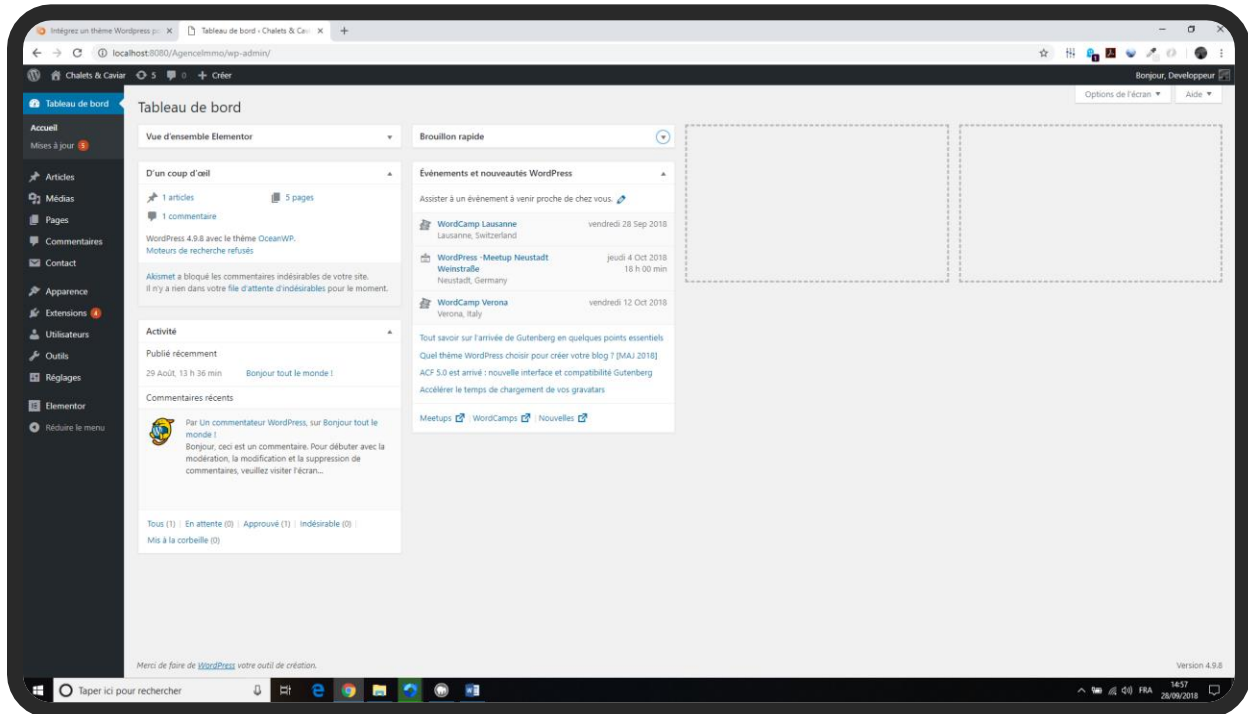 Intégrez un thème Wordpress p
Tableau de bord ‹ Chalets & Cavi
localhost:8080/AgenceImmo/wp-admin/
Chalets & Caviar 5 0 + Créer
Bonjour, Developpeur
Tableau de bord
Accueil
Mises à jour 5
Articles
Médias
Pages
Commentaires
Contact
Apparence
Extensions 4
Utilisateurs
Outils
Réglages
Elementor
Réduire le menu
Options de l'écran ▼ Aide ▼
Tableau de bord
Vue d'ensemble Elementor
D'un coup d'œil
1 articles 5 pages
1 commentaire
WordPress 4.9.8 avec le thème OceanWP.
Moteurs de recherche refusés
Akismet a bloqué les commentaires indésirables de votre site.
Il n'y a rien dans votre file d'attente d'indésirables pour le moment.
Activité
Publié récemment
29 Août, 13 h 36 min Bonjour tout le monde !
Commentaires récents
Par Un commentateur WordPress, sur Bonjour tout le
monde !
Bonjour, ceci est un commentaire. Pour débuter avec la
modération, la modification et la suppression de
commentaires, veuillez visiter l'écran…
Tous (1) | En attente (0) | Approuvé (1) | Indésirable (0) |
Mis à la corbeille (0)
Brouillon rapide
Évènements et nouveautés WordPress
Assister à un évènement à venir proche de chez vous.
WordCamp Lausanne vendredi 28 Sep 2018
Lausanne, Switzerland
WordPress -Meetup Neustadt jeudi 4 Oct 2018
Weinstraße 18 h 00 min
Neustadt, Germany
WordCamp Verona vendredi 12 Oct 2018
Verona, Italy
Tout savoir sur l'arrivée de Gutenberg en quelques points essentiels
Quel thème WordPress choisir pour créer votre blog ? [MAJ 2018]
ACF 5.0 est arrivé : nouvelle interface et compatibilité Gutenberg
Accélérer le temps de chargement de vos gravatars
Meetups | WordCamps | Nouvelles
Merci de faire de WordPress votre outil de création.
Version 4.9.8
Taper ici pour rechercher
FRA
14:57
28/09/2018